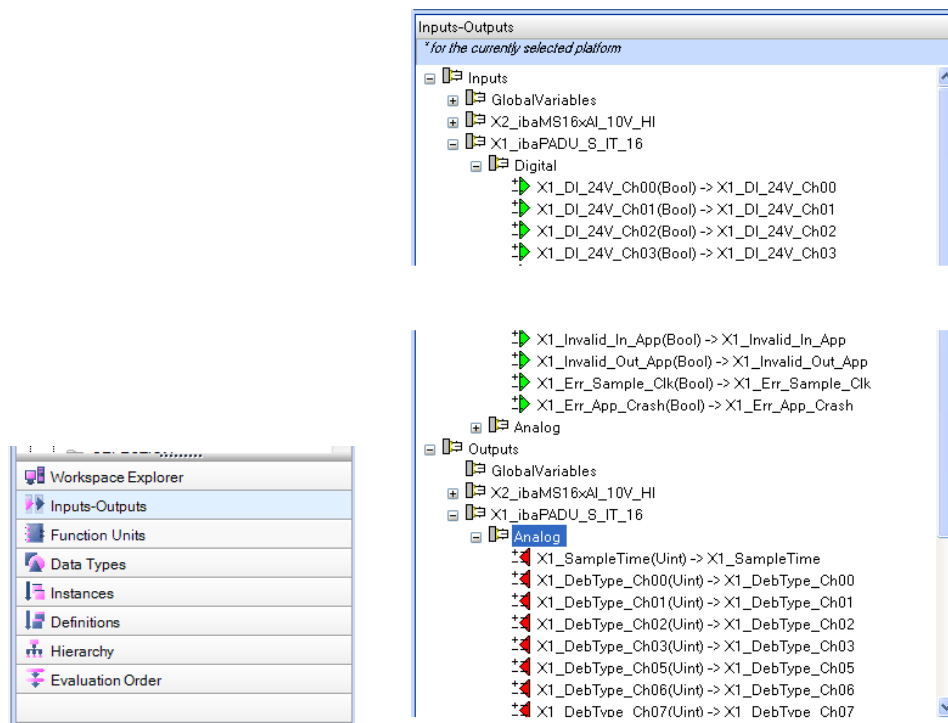 Inputs-Outputs
* for the currently selected platform
Inputs
GlobalVariables
X2_ibaMS16xAI_10V_HI
X1_ibaPADU_S_IT_16
Digital
X1_DI_24V_Ch00(Bool) -> X1_DI_24V_Ch00
X1_DI_24V_Ch01(Bool) -> X1_DI_24V_Ch01
X1_DI_24V_Ch02(Bool) -> X1_DI_24V_Ch02
X1_DI_24V_Ch03(Bool) -> X1_DI_24V_Ch03
X1_Invalid_In_App(Bool) -> X1_Invalid_In_App
X1_Invalid_Out_App(Bool) -> X1_Invalid_Out_App
X1_Err_Sample_Clk(Bool) -> X1_Err_Sample_Clk
X1_Err_App_Crash(Bool) -> X1_Err_App_Crash
Analog
Outputs
GlobalVariables
X2_ibaMS16xAI_10V_HI
X1_ibaPADU_S_IT_16
Analog
X1_SampleTime(Uint) -> X1_SampleTime
X1_DebType_Ch00(Uint) -> X1_DebType_Ch00
X1_DebType_Ch01(Uint) -> X1_DebType_Ch01
X1_DebType_Ch02(Uint) -> X1_DebType_Ch02
X1_DebType_Ch03(Uint) -> X1_DebType_Ch03
X1_DebType_Ch05(Uint) -> X1_DebType_Ch05
X1_DebType_Ch06(Uint) -> X1_DebType_Ch06
X1_DebType_Ch07(Uint) -> X1_DebType_Ch07
Workspace Explorer
Inputs-Outputs
Function Units
Data Types
Instances
Definitions
Hierarchy
Evaluation Order